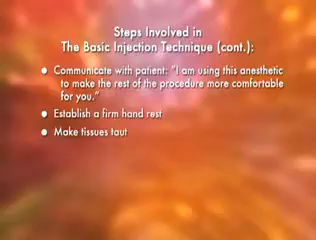 Steps Involved in
The Basic Injection Technique (cont.):
• Communicate with patient: "I am using this anesthetic
to make the rest of the procedure more comfortable
for you."
• Establish a firm hand rest
• Make tissues taut